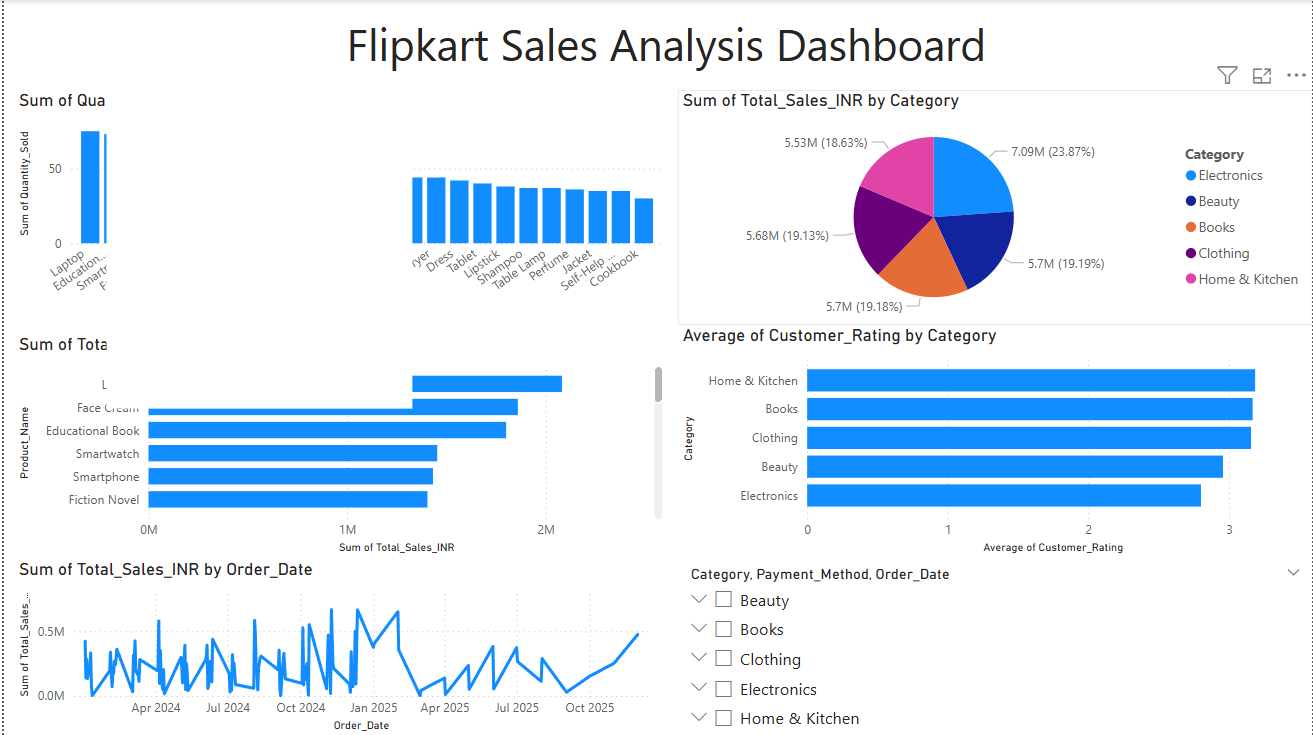 Flipkart Sales Analysis Dashboard
Sum of Qua
Sum of Quantity_Sold
50
0
Laptop
Education...
Smartı
ryer
Dress
Tablet
Lipstick
Shampoo
Table Lamp
Perfume
Jacket
Self-Help ...
Cookbook
Sum of Total_Sales_INR by Category
5.53M (18.63%)
7.09M (23.87%)
5.68M (19.13%)
5.7M (19.19%)
5.7M (19.18%)
Category
Electronics
Beauty
Books
Clothing
Home & Kitchen
Sum of Tota
Product_Name
L
Face Cream
Educational Book
Smartwatch
Smartphone
Fiction Novel
0M 1M 2M
Sum of Total_Sales_INR
Average of Customer_Rating by Category
Category
Home & Kitchen
Books
Clothing
Beauty
Electronics
0 1 2 3
Average of Customer_Rating
Sum of Total_Sales_INR by Order_Date
Sum of Total_Sales_...
0.5M
0.0M
Apr 2024 Jul 2024 Oct 2024 Jan 2025 Apr 2025 Jul 2025 Oct 2025
Order_Date
Category, Payment_Method, Order_Date
Beauty
Books
Clothing
Electronics
Home & Kitchen